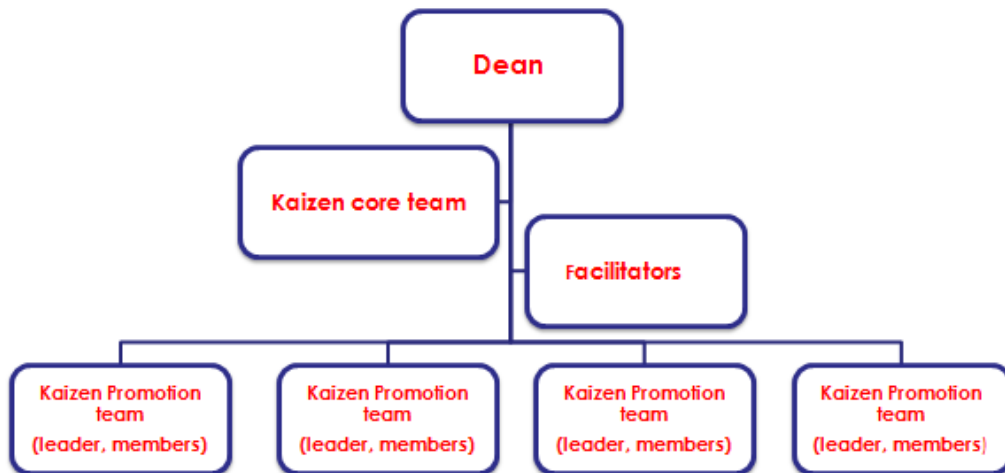 Dean
Kaizen core team
Facilitators
Kaizen Promotion
team
(leader, members)
Kaizen Promotion
team
(leader, members)
Kaizen Promotion
team
(leader, members)
Kaizen Promotion
team
(leader, members)